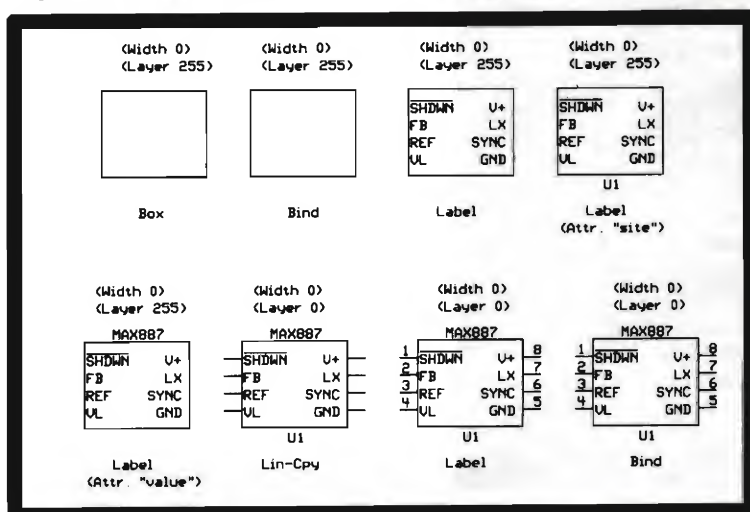 (Width 0) (Width 0) (Width 0) (Width 0)
(Layer 255) (Layer 255) (Layer 255) (Layer 255)
SHDWN V+ SHDWN V+
FB LX FB LX
REF SYNC REF SYNC
VL GND VL GND
U1
Box Bind Label Label
(Attr. "site")
(Width 0) (Width 0) (Width 0) (Width 0)
(Layer 255) (Layer 0) (Layer 0) (Layer 0)
MAX887 MAX887 MAX887 MAX887
SHDWN V+ SHDWN V+ 1 SHDWN V+ 8 1 SHDWN V+ 8
FB LX FB LX 2 FB LX 7 2 FB LX 7
REF SYNC REF SYNC 3 REF SYNC 6 3 REF SYNC 6
VL GND VL GND 4 VL GND 5 4 VL GND 5
U1 U1 U1
Label Lin-Cpy Label Bind
(Attr. "value")